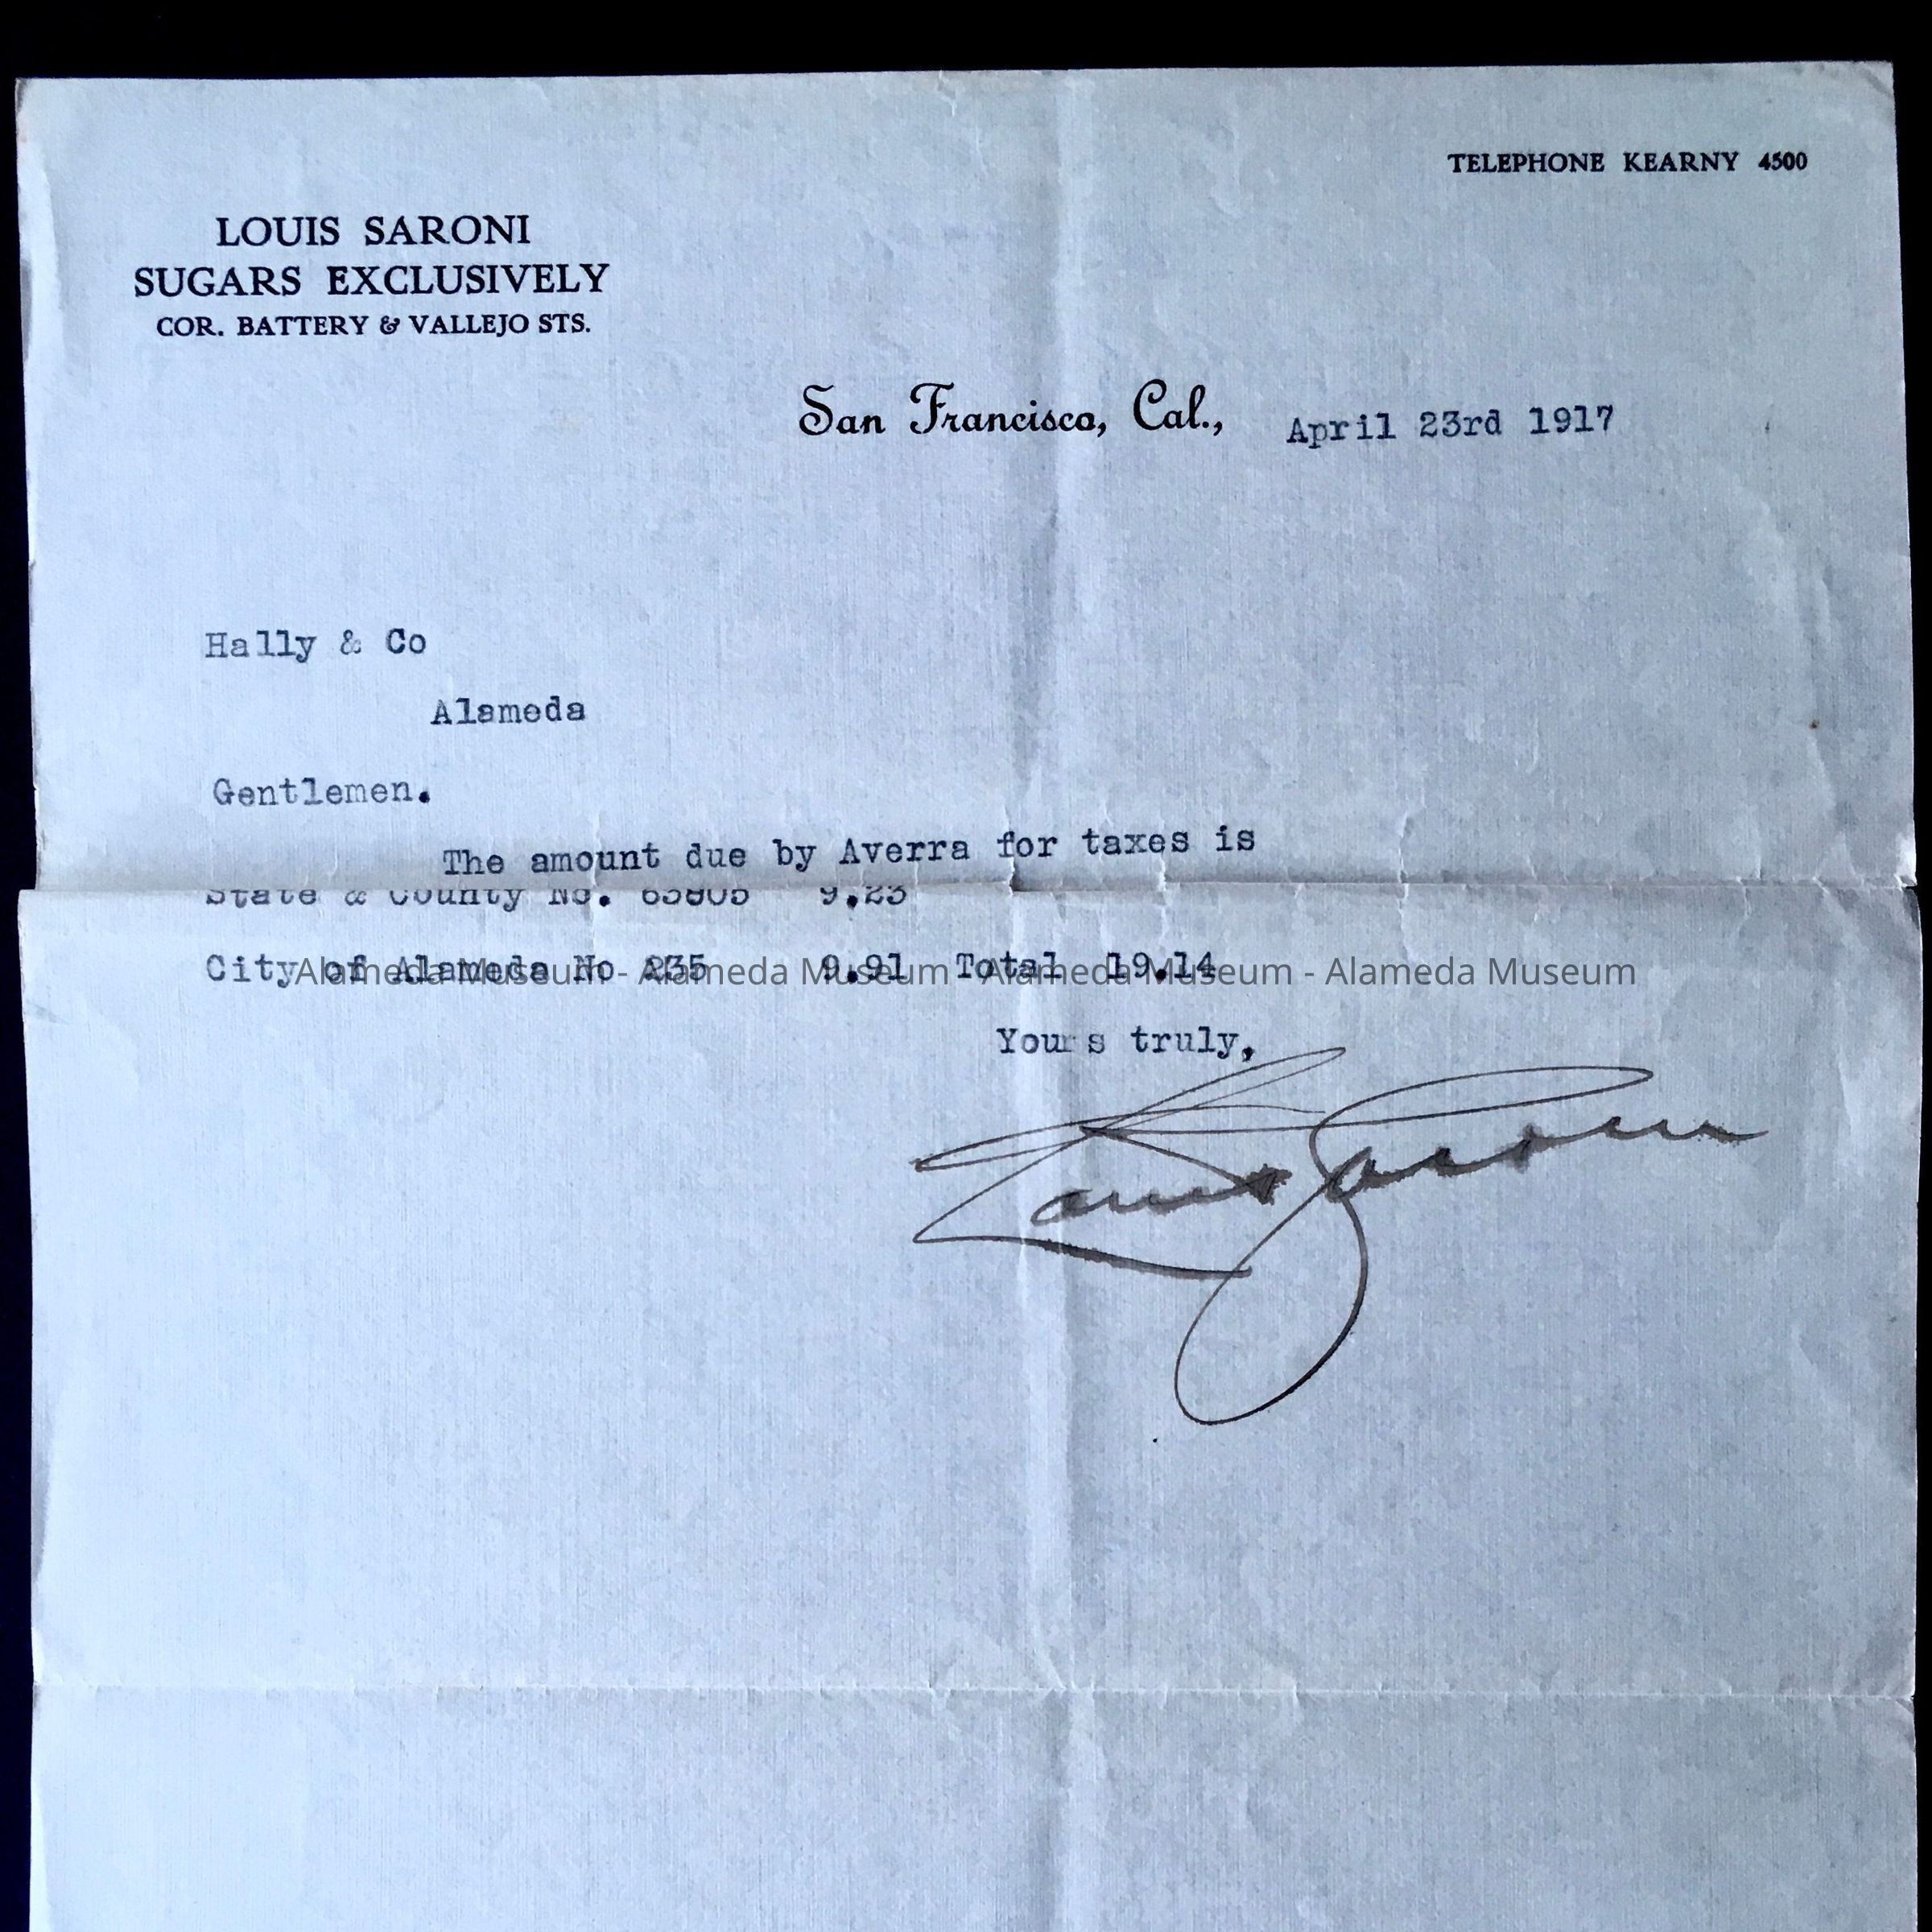 TELEPHONE KEARNY 4500
LOUIS SARONI
SUGARS EXCLUSIVELY
COR. BATTERY & VALLEJO STS.
San Francisco, Cal., April 23rd 1917
Hally & Co
Alameda
Gentlemen.
The amount due by Averra for taxes is
State & County No. 9.23
City of Alameda No 235 9.91 Total 19.14
Alameda Museum - Alameda Museum - Alameda Museum - Alameda Museum
Yours truly,
Louis Saroni